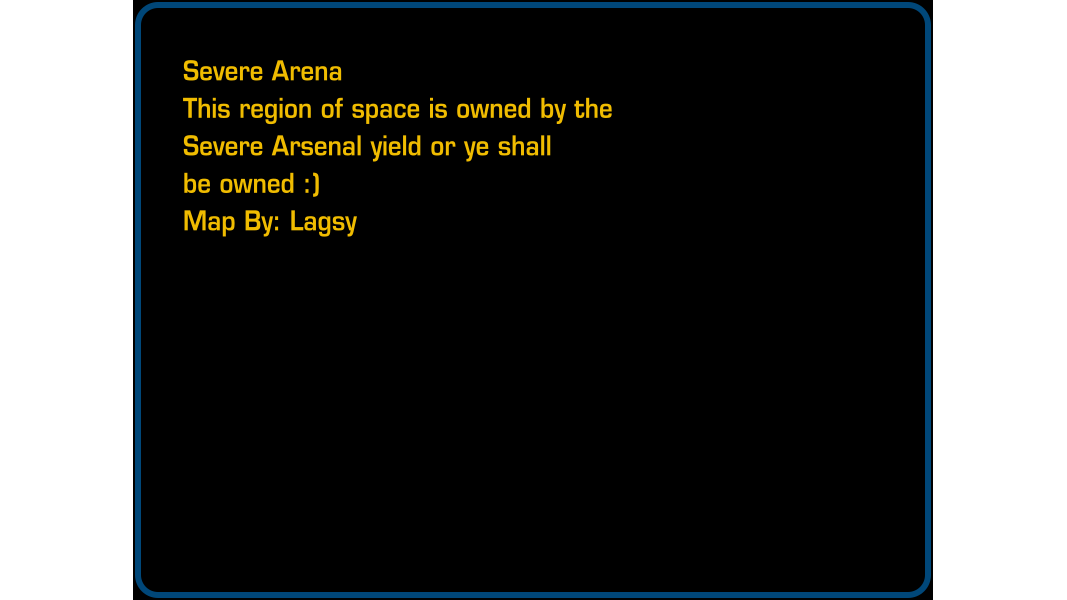 Severe Arena
This region of space is owned by the
Severe Arsenal yield or ye shall
be owned :)
Map By: Lagsy